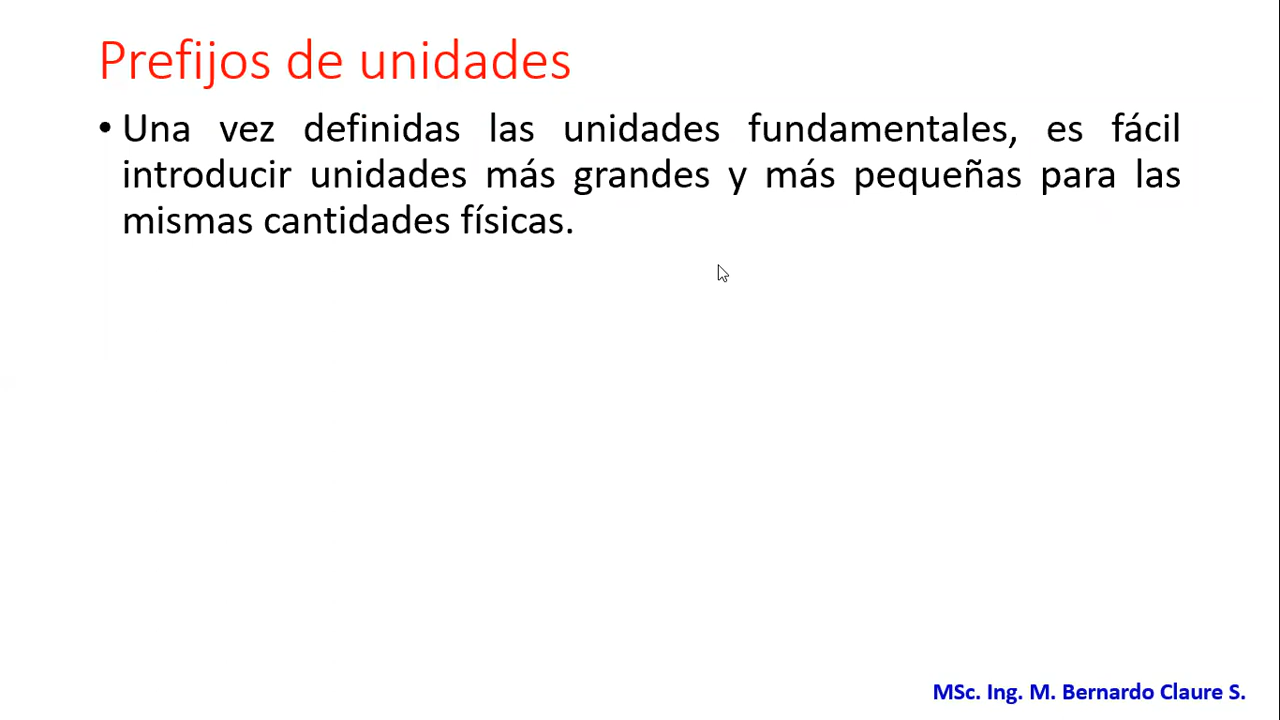 Prefijos de unidades
• Una vez definidas las unidades fundamentales, es fácil
introducir unidades más grandes y más pequeñas para las
mismas cantidades físicas.
MSc. Ing. M. Bernardo Claure S.